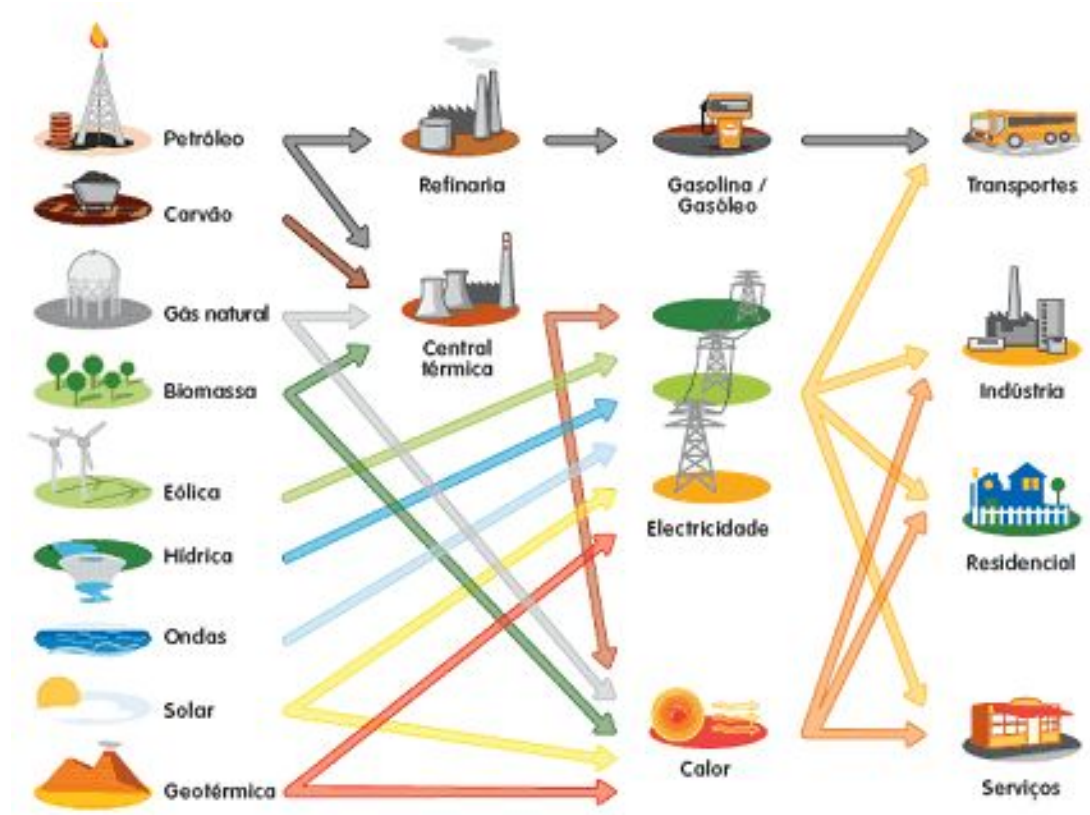 Petróleo
Refinaria
Gasolina /
Gasóleo
Transportes
Carvão
Gás natural
Central
térmica
Indústria
Biomassa
Eólica
Electricidade
Residencial
Hídrica
Ondas
Solar
Calor
Serviços
Geotérmica